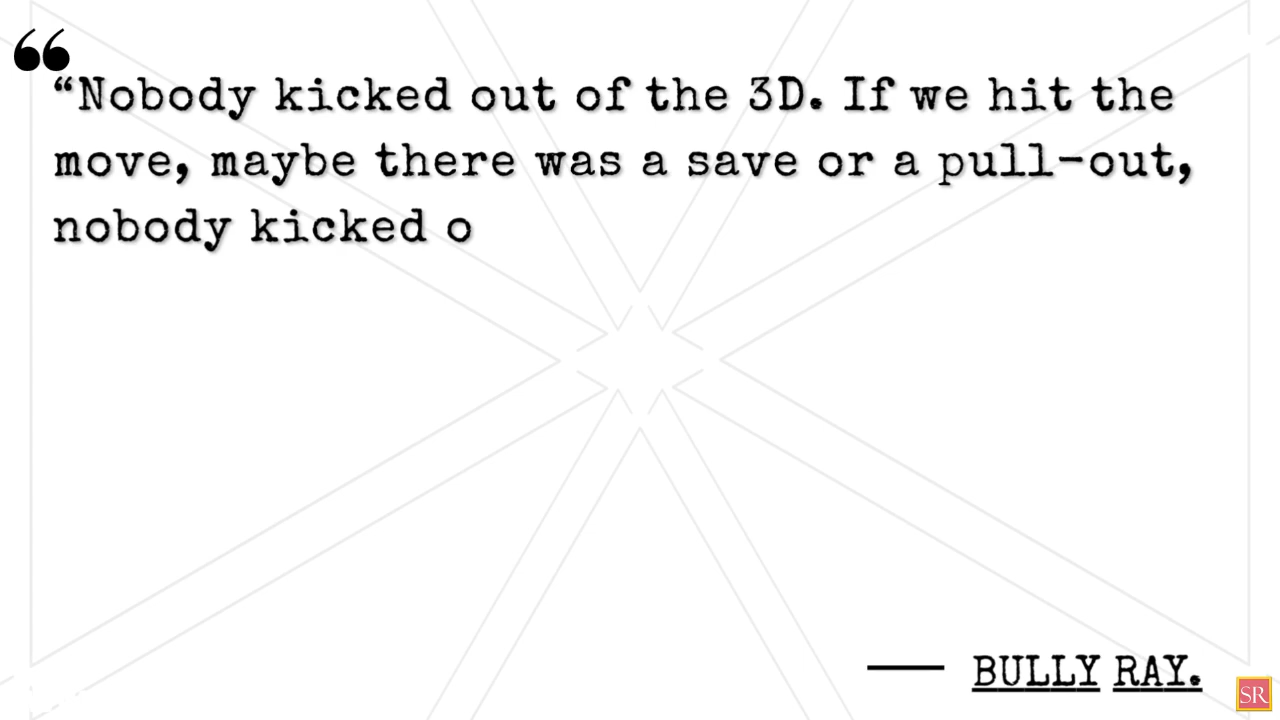 ❝
“Nobody kicked out of the 3D. If we hit the
move, maybe there was a save or a pull-out,
nobody kicked o
— BULLY RAY.
SR